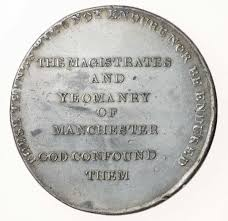 NOT ENDURE NOR BE ENDURED
THE MAGISTRATES
AND
YEOMANRY
OF
MANCHESTER
GOD CONFOUND
THEM